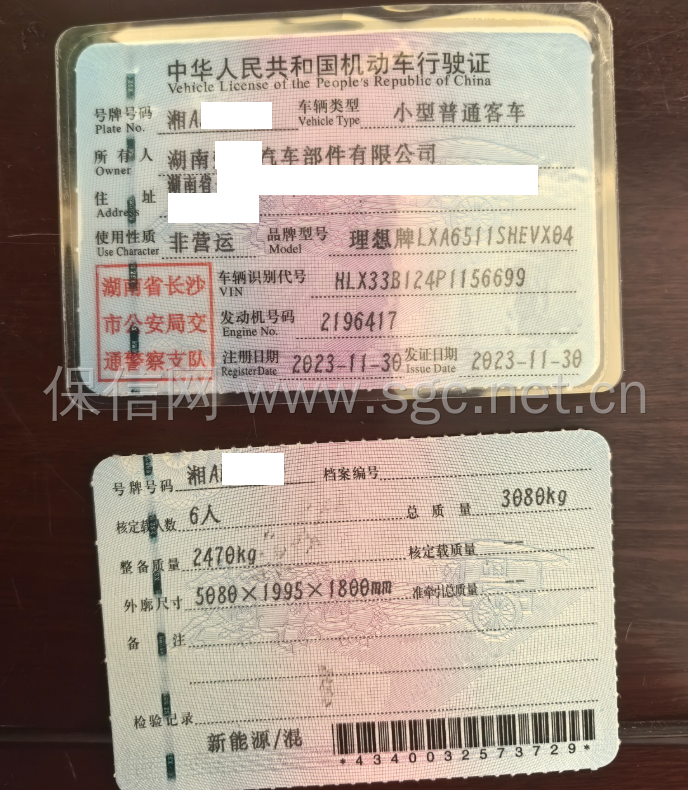 中华人民共和国机动车行驶证
Vehicle License of the People's Republic of China
号牌号码 湘A 车辆类型 小型普通客车
Plate No. Vehicle Type
所有人 湖南 汽车部件有限公司
Owner
住址 湖南省
Address
使用性质 非营运 品牌型号 理想牌LXA6511SHEVX04
Use Character Model
湖南省长沙
市公安局交
通警察支队
车辆识别代号 HLX33B124P1156699
VIN
发动机号码 2196417
Engine No.
注册日期 2023-11-30 发证日期 2023-11-30
Register Date Issue Date
保信网 www.sgc.net.cn
号牌号码 湘A 档案编号
核定载人数 6人 总质量 3080kg
整备质量 2470kg 核定载质量 --
外廓尺寸 5080×1995×1800mm 准牵引总质量 --
备注
检验记录
新能源/混
*4340032573729*